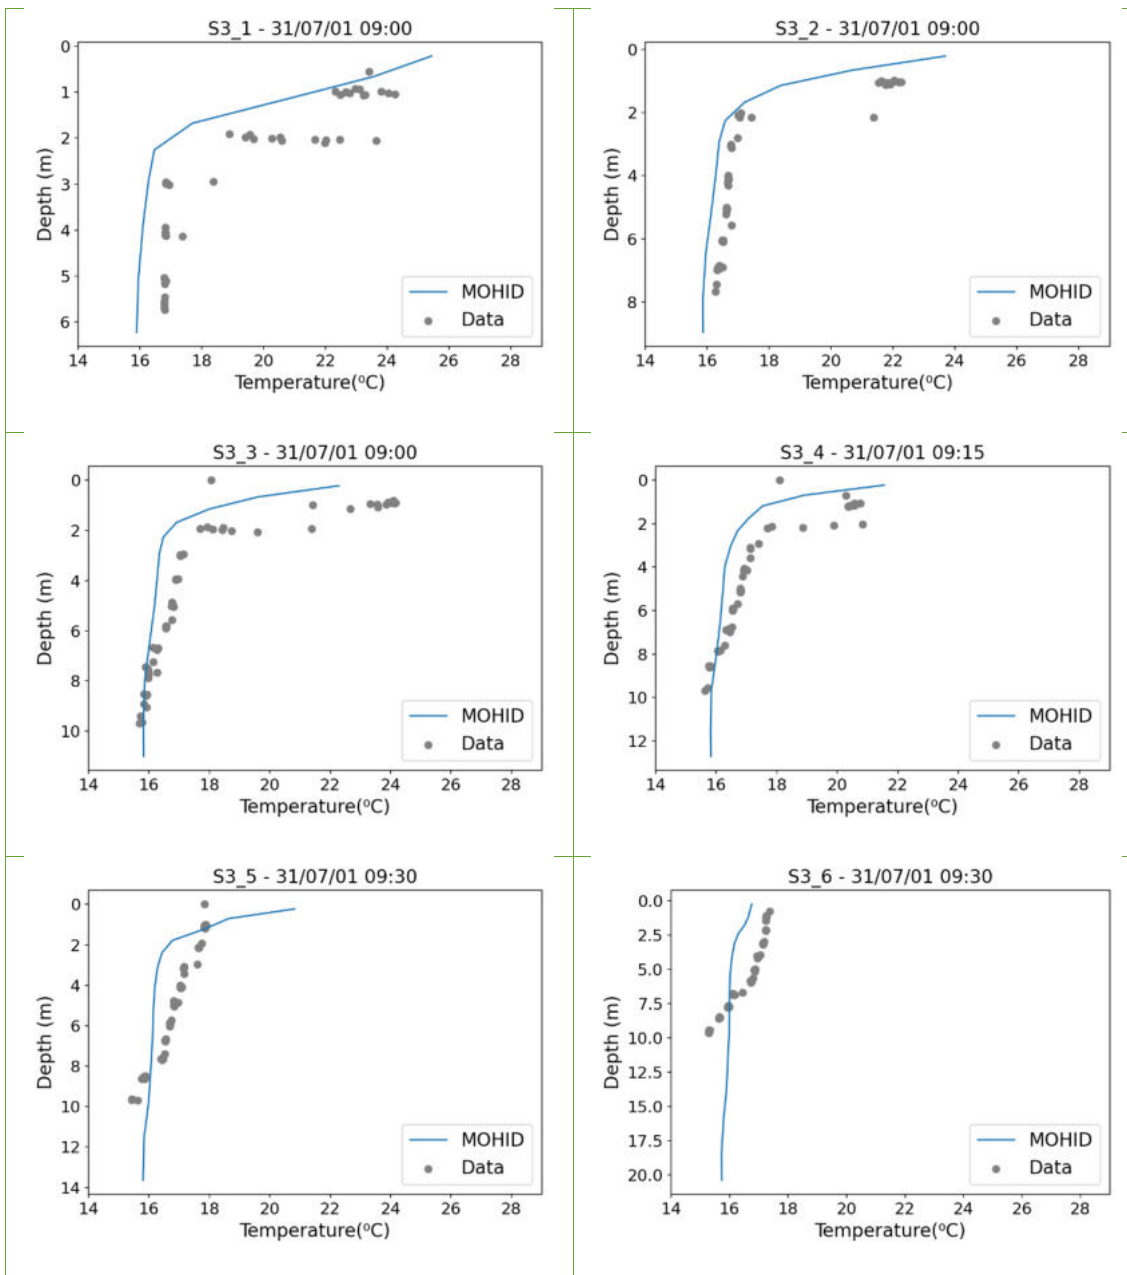 S3_1 - 31/07/01 09:00
0
1
2
3
4
5
6
Depth (m)
MOHID
Data
14 16 18 20 22 24 26 28
Temperature(ºC)
S3_2 - 31/07/01 09:00
0
2
4
6
8
Depth (m)
MOHID
Data
14 16 18 20 22 24 26 28
Temperature(ºC)
S3_3 - 31/07/01 09:00
0
2
4
6
8
10
Depth (m)
MOHID
Data
14 16 18 20 22 24 26 28
Temperature(ºC)
S3_4 - 31/07/01 09:15
0
2
4
6
8
10
12
Depth (m)
MOHID
Data
14 16 18 20 22 24 26 28
Temperature(ºC)
S3_5 - 31/07/01 09:30
0
2
4
6
8
10
12
14
Depth (m)
MOHID
Data
14 16 18 20 22 24 26 28
Temperature(ºC)
S3_6 - 31/07/01 09:30
0.0
2.5
5.0
7.5
10.0
12.5
15.0
17.5
20.0
Depth (m)
MOHID
Data
14 16 18 20 22 24 26 28
Temperature(ºC)